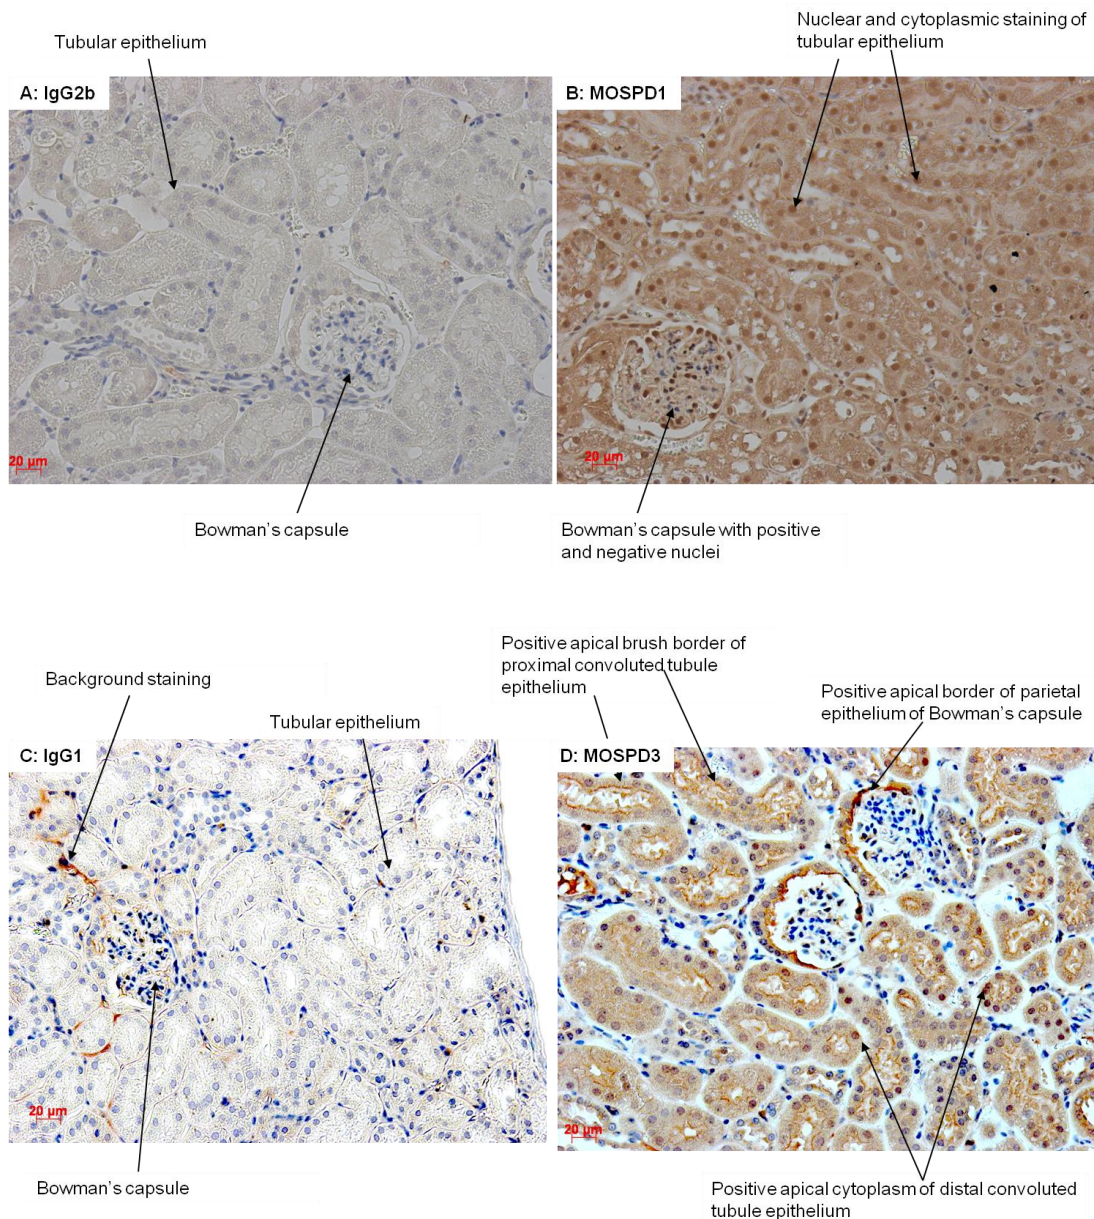 Tubular epithelium
Nuclear and cytoplasmic staining of
tubular epithelium
A: IgG2b
B: MOSPD1
20 µm
20 µm
Bowman's capsule
Bowman's capsule with positive
and negative nuclei
Positive apical brush border of
proximal convoluted tubule
epithelium
Background staining
Positive apical border of parietal
epithelium of Bowman's capsule
Tubular epithelium
C: IgG1
D: MOSPD3
20 µm
20 µm
Bowman's capsule
Positive apical cytoplasm of distal convoluted
tubule epithelium